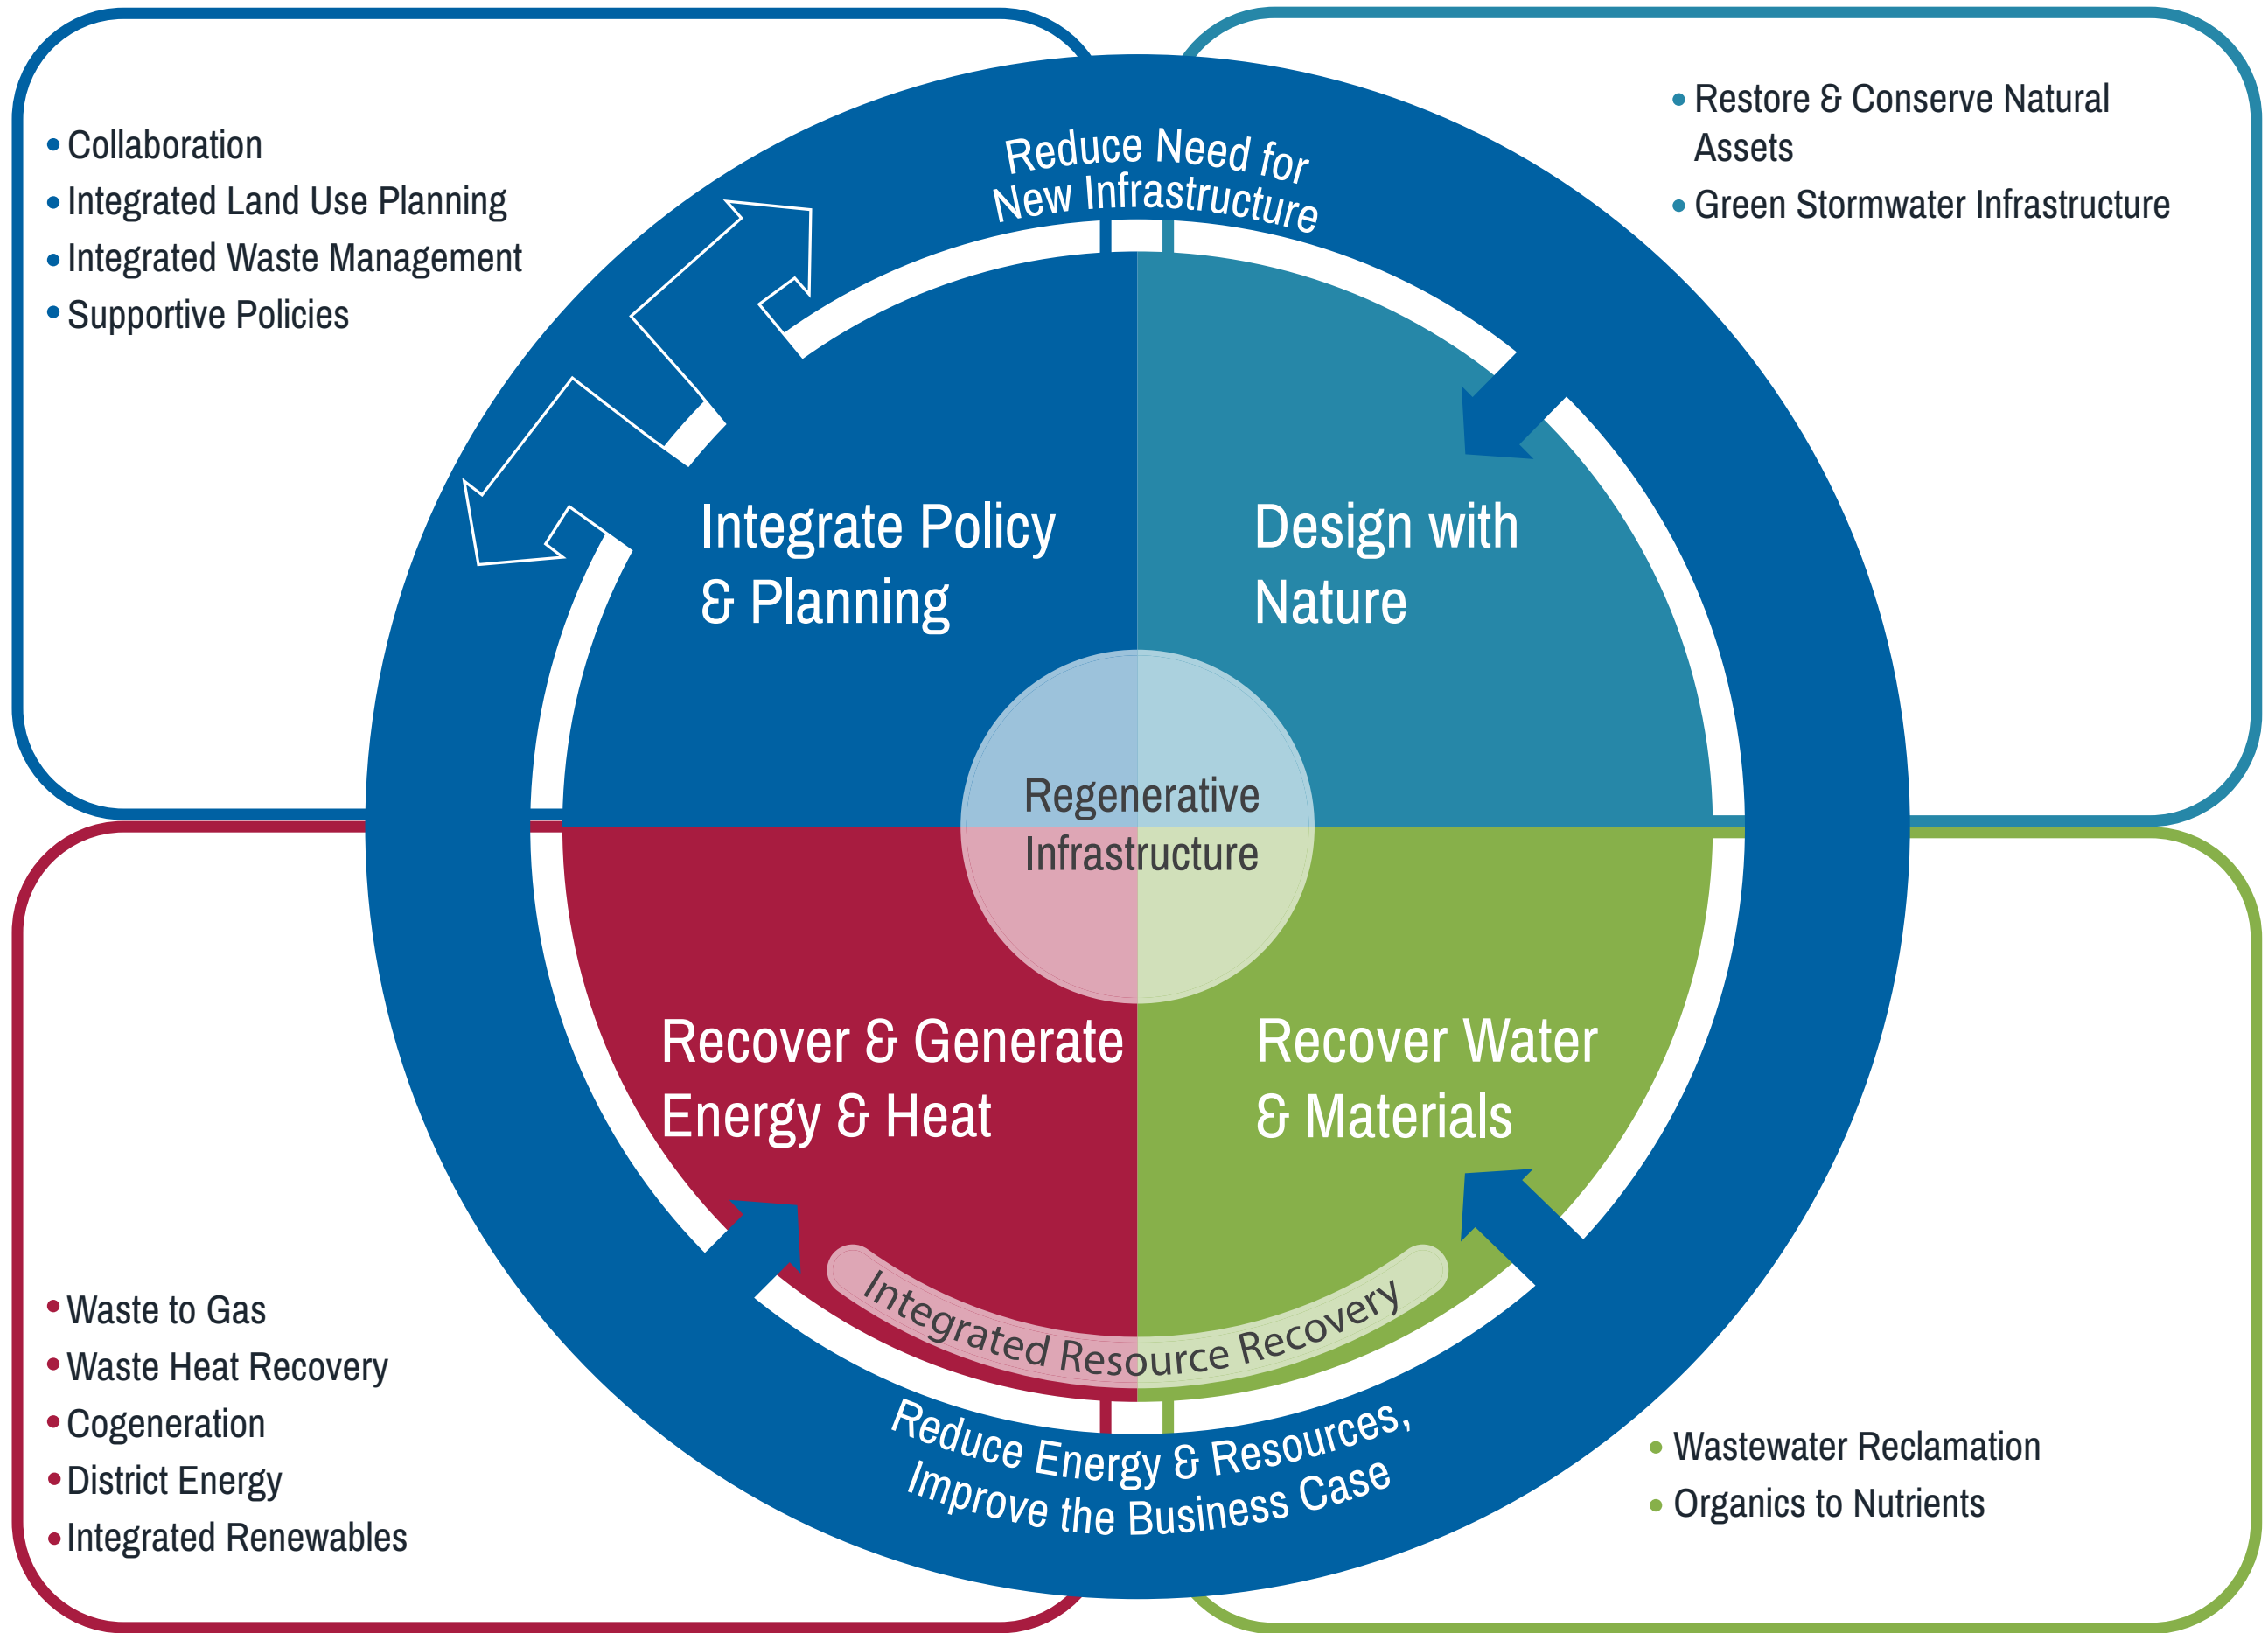 • Collaboration
• Integrated Land Use Planning
• Integrated Waste Management
• Supportive Policies
• Restore & Conserve Natural
Assets
• Green Stormwater Infrastructure
Reduce Need for
New Infrastructure
Integrate Policy
& Planning
Design with
Nature
Regenerative
Infrastructure
Recover & Generate
Energy & Heat
Recover Water
& Materials
Integrated Resource Recovery
Reduce Energy & Resources,
Improve the Business Case
• Waste to Gas
• Waste Heat Recovery
• Cogeneration
• District Energy
• Integrated Renewables
• Wastewater Reclamation
• Organics to Nutrients